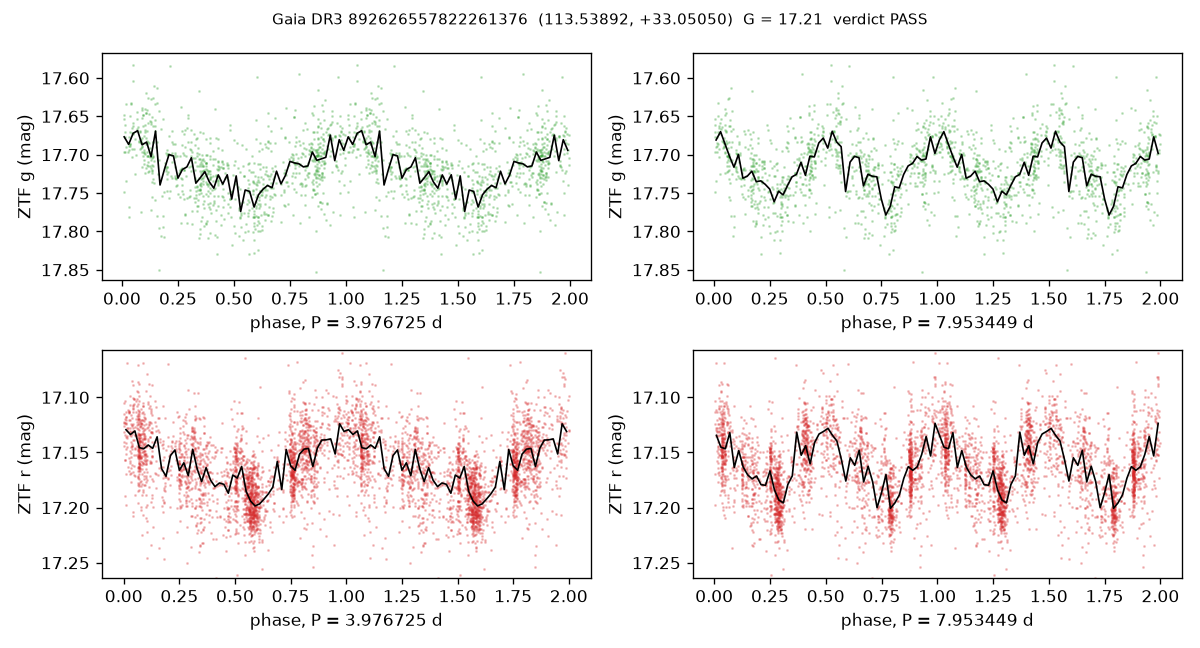 Gaia DR3 892626557822261376  (113.53892, +33.05050)  G = 17.21  verdict PASS
ZTF g (mag)
17.60
17.65
17.70
17.75
17.80
17.85
0.00 0.25 0.50 0.75 1.00 1.25 1.50 1.75 2.00
phase, P = 3.976725 d
ZTF g (mag)
17.60
17.65
17.70
17.75
17.80
17.85
0.00 0.25 0.50 0.75 1.00 1.25 1.50 1.75 2.00
phase, P = 7.953449 d
ZTF r (mag)
17.10
17.15
17.20
17.25
0.00 0.25 0.50 0.75 1.00 1.25 1.50 1.75 2.00
phase, P = 3.976725 d
ZTF r (mag)
17.10
17.15
17.20
17.25
0.00 0.25 0.50 0.75 1.00 1.25 1.50 1.75 2.00
phase, P = 7.953449 d